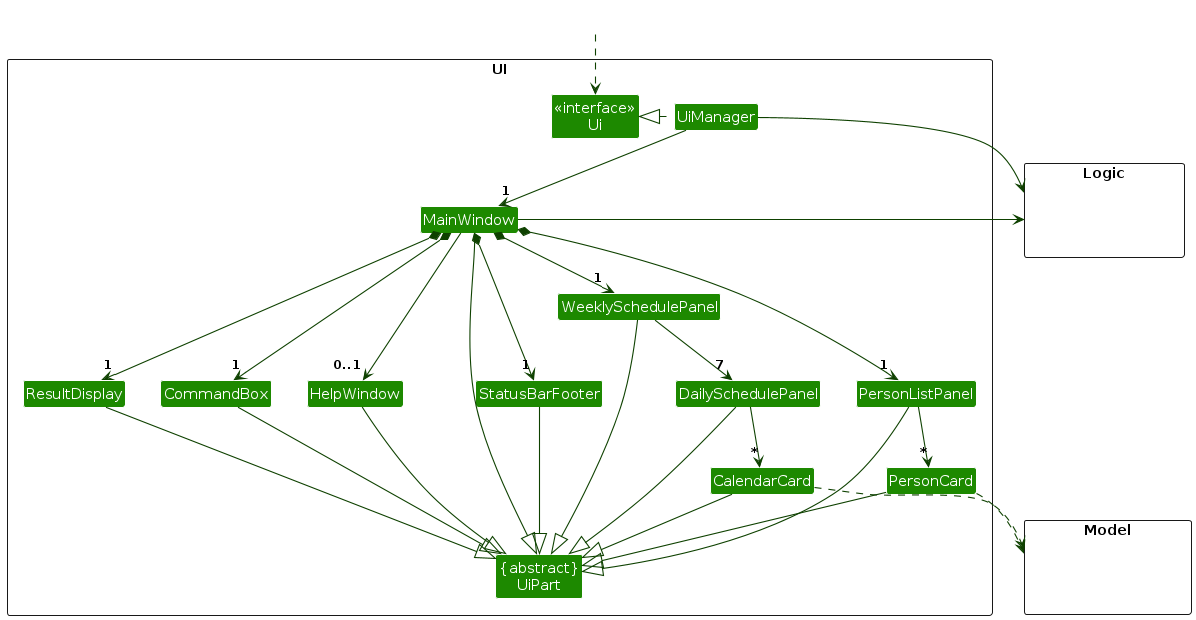 UI
«interface»
Ui
UiManager
Logic
1
MainWindow
1
WeeklySchedulePanel
1
1
0..1
1
7
1
ResultDisplay
CommandBox
HelpWindow
StatusBarFooter
DailySchedulePanel
PersonListPanel
*
*
CalendarCard
PersonCard
Model
{abstract}
UiPart